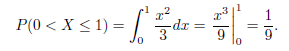 P(0 < X ≤ 1) = ∫₀¹ x²/3 dx = x³/9 |₀¹ = 1/9.